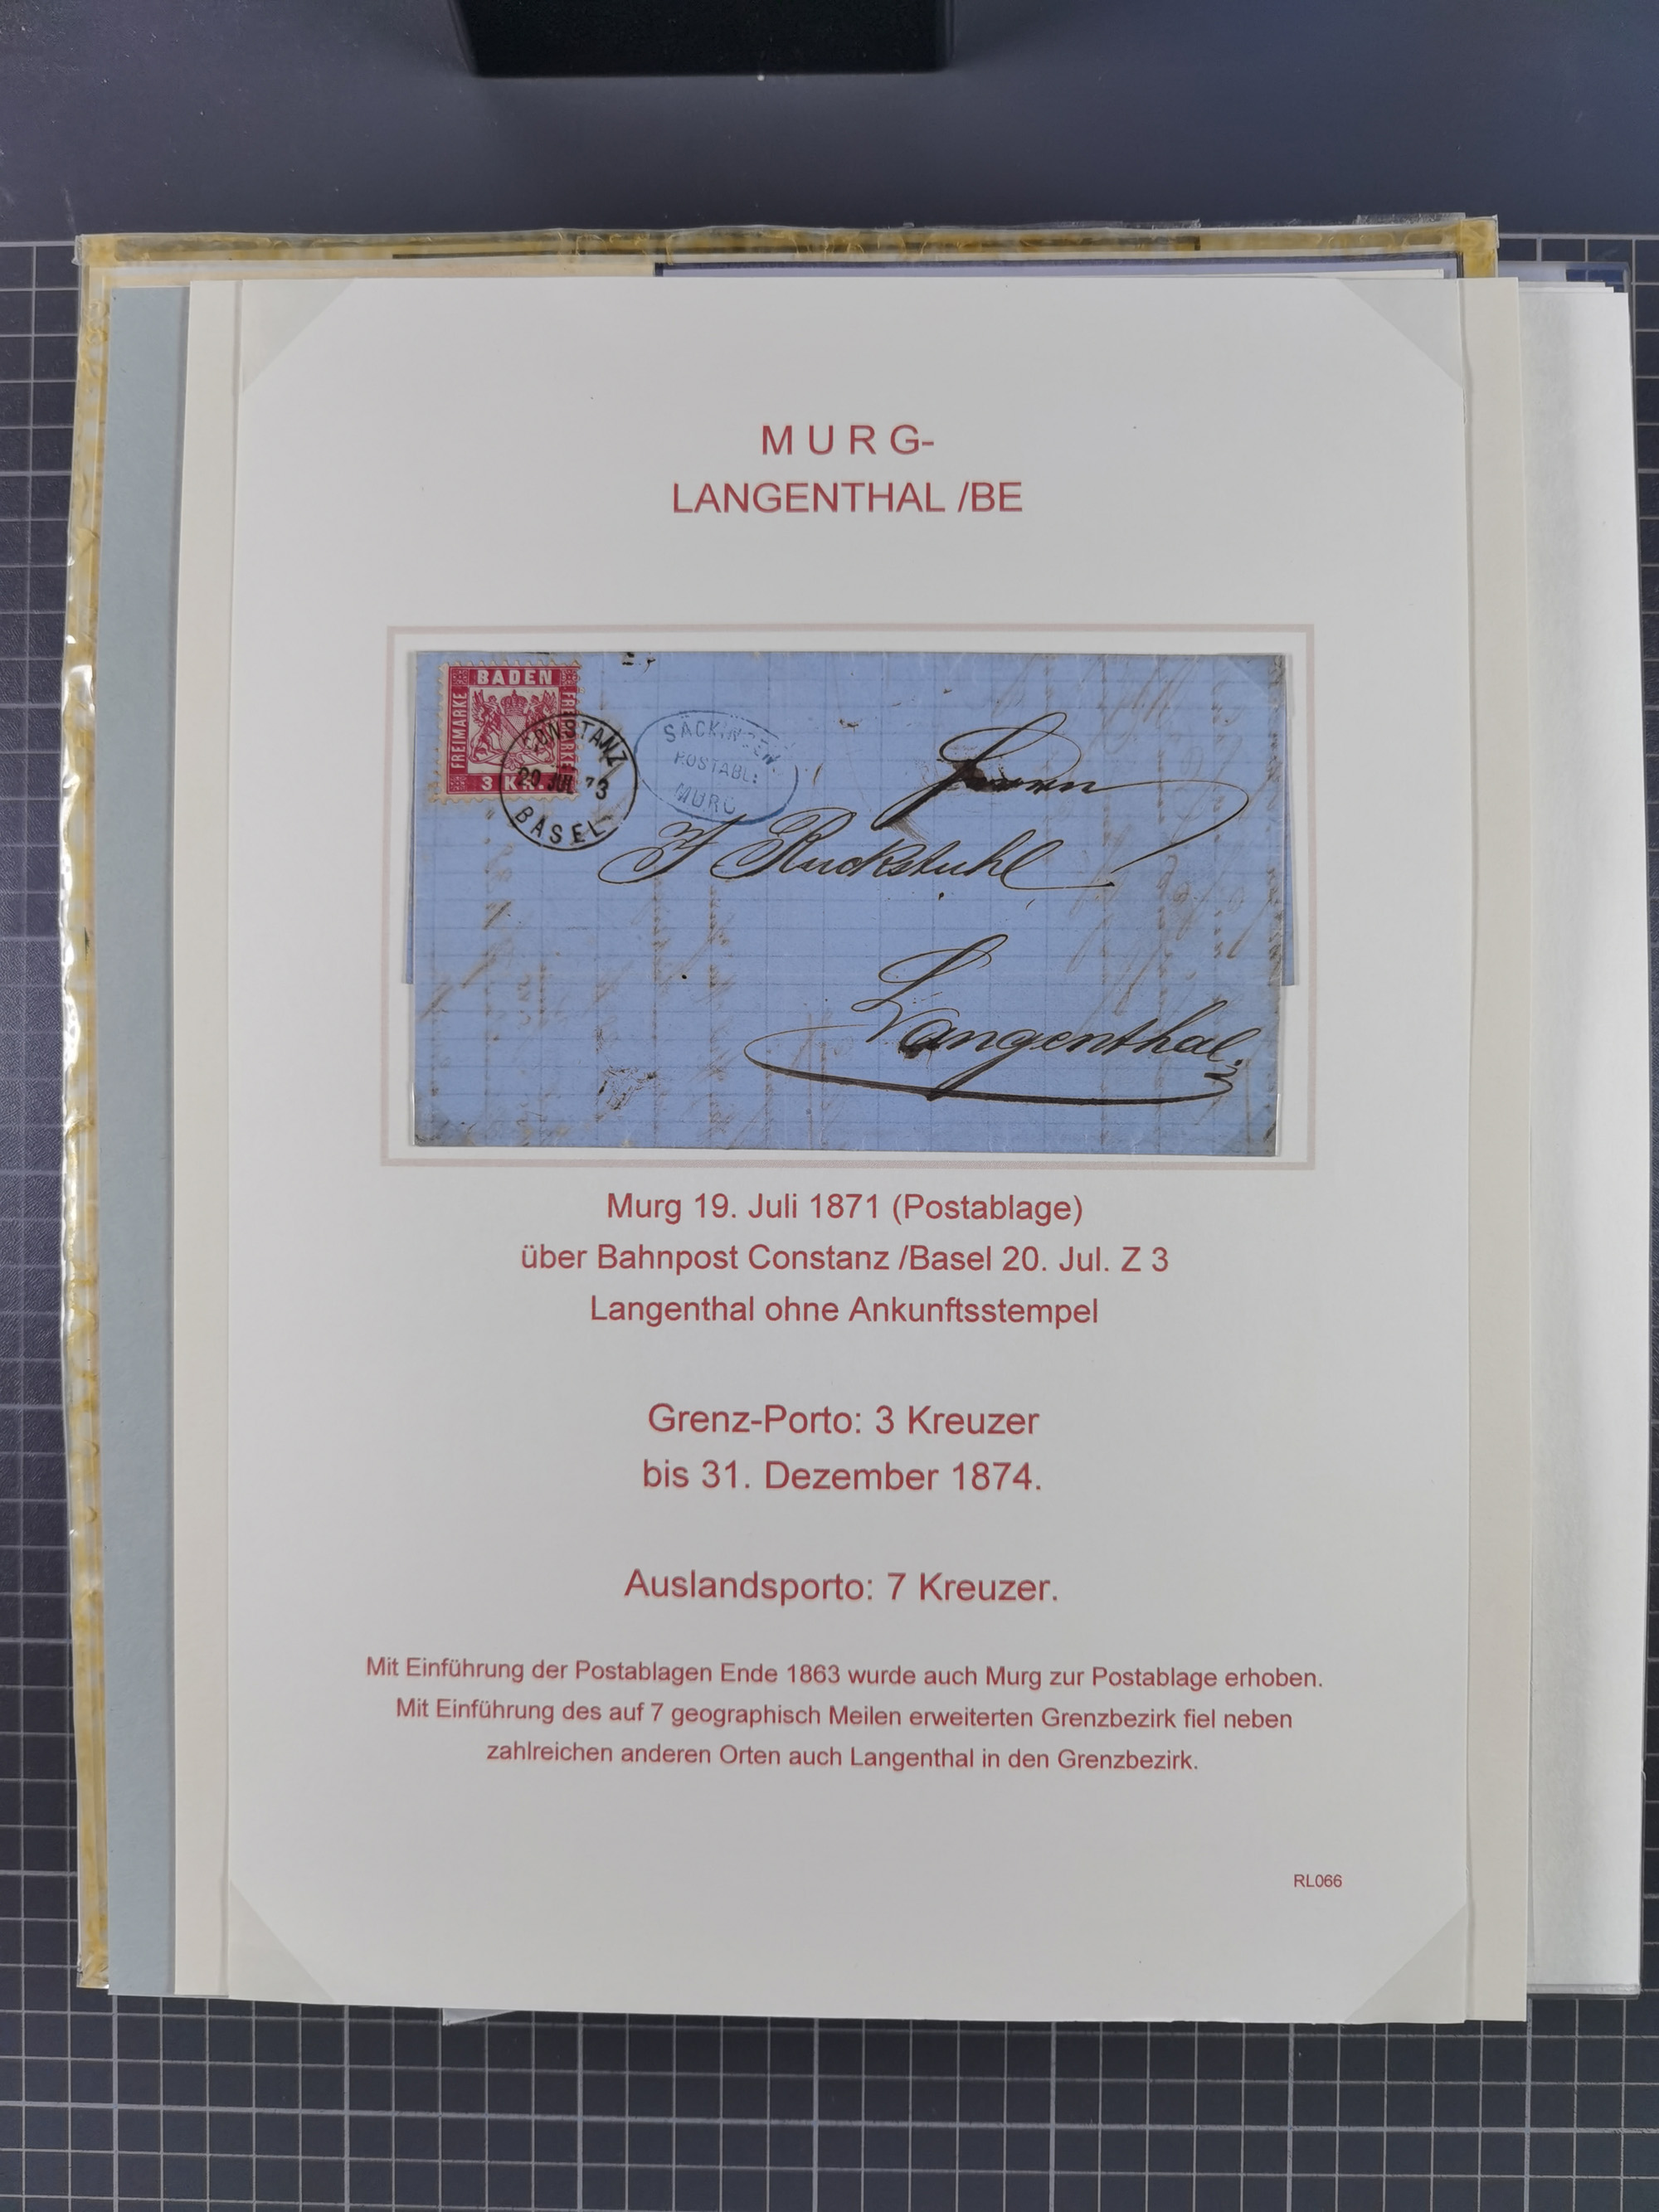 M U R G-
LANGENTHAL /BE
BADEN
FREIMARKE
FREIMARKE
3 KR.
CONSTANZ
20 JUL Z 3
BASEL
SÄCKINGEN
POSTABL:
MURG
Herrn
J Ruckstuhl
Langenthal
Murg 19. Juli 1871 (Postablage)
über Bahnpost Constanz /Basel 20. Jul. Z 3
Langenthal ohne Ankunftsstempel
Grenz-Porto: 3 Kreuzer
bis 31. Dezember 1874.
Auslandsporto: 7 Kreuzer.
Mit Einführung der Postablagen Ende 1863 wurde auch Murg zur Postablage erhoben.
Mit Einführung des auf 7 geographisch Meilen erweiterten Grenzbezirk fiel neben
zahlreichen anderen Orten auch Langenthal in den Grenzbezirk.
RL066